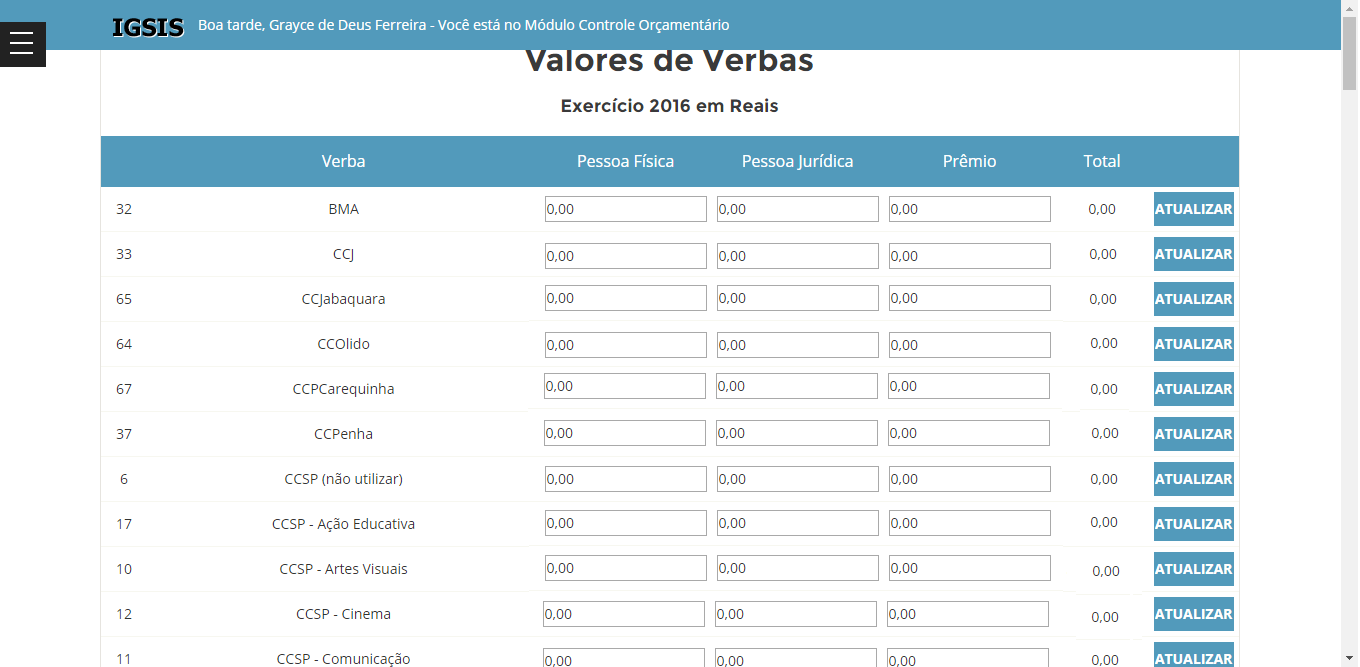 IGSIS Boa tarde, Grayce de Deus Ferreira - Você está no Módulo Controle Orçamentário
Valores de Verbas
Exercício 2016 em Reais
Verba Pessoa Física Pessoa Jurídica Prêmio Total
32 BMA 0,00 0,00 0,00 0,00 ATUALIZAR
33 CCJ 0,00 0,00 0,00 0,00 ATUALIZAR
65 CCJabaquara 0,00 0,00 0,00 0,00 ATUALIZAR
64 CCOlido 0,00 0,00 0,00 0,00 ATUALIZAR
67 CCPCarequinha 0,00 0,00 0,00 0,00 ATUALIZAR
37 CCPenha 0,00 0,00 0,00 0,00 ATUALIZAR
6 CCSP (não utilizar) 0,00 0,00 0,00 0,00 ATUALIZAR
17 CCSP - Ação Educativa 0,00 0,00 0,00 0,00 ATUALIZAR
10 CCSP - Artes Visuais 0,00 0,00 0,00 0,00 ATUALIZAR
12 CCSP - Cinema 0,00 0,00 0,00 0,00 ATUALIZAR
11 CCSP - Comunicação 0,00 0,00 0,00 0,00 ATUALIZAR